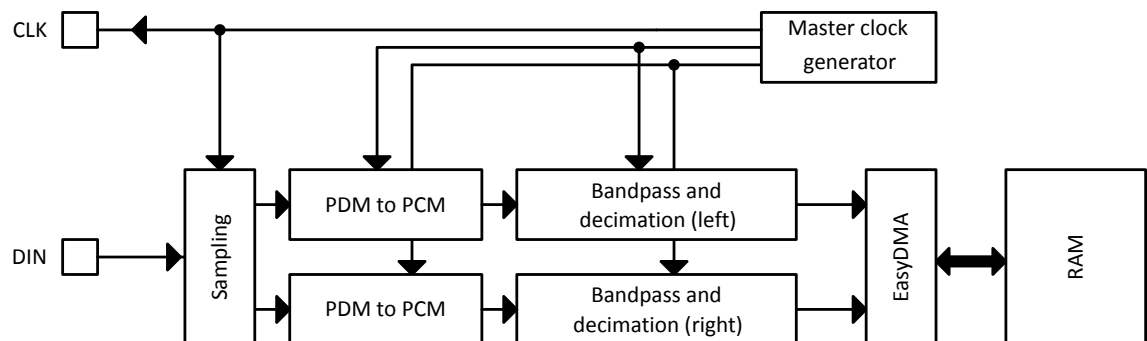 CLK
Master clock
generator
Sampling
PDM to PCM
Bandpass and
decimation (left)
DIN
EasyDMA
RAM
PDM to PCM
Bandpass and
decimation (right)